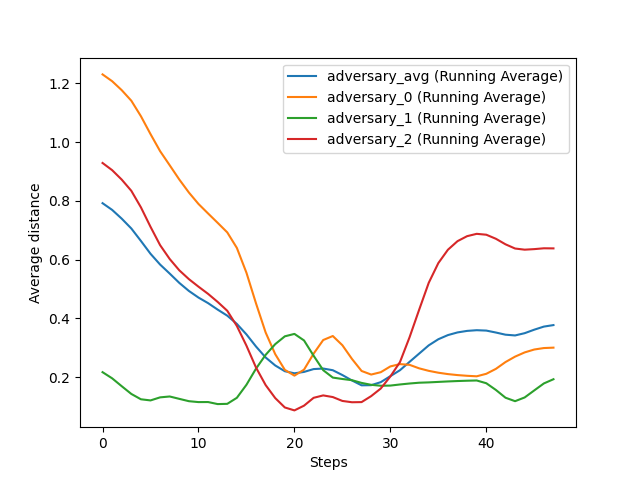 adversary_avg (Running Average)
adversary_0 (Running Average)
adversary_1 (Running Average)
adversary_2 (Running Average)
1.2
1.0
0.8
0.6
0.4
0.2
Average distance
0
10
20
30
40
Steps